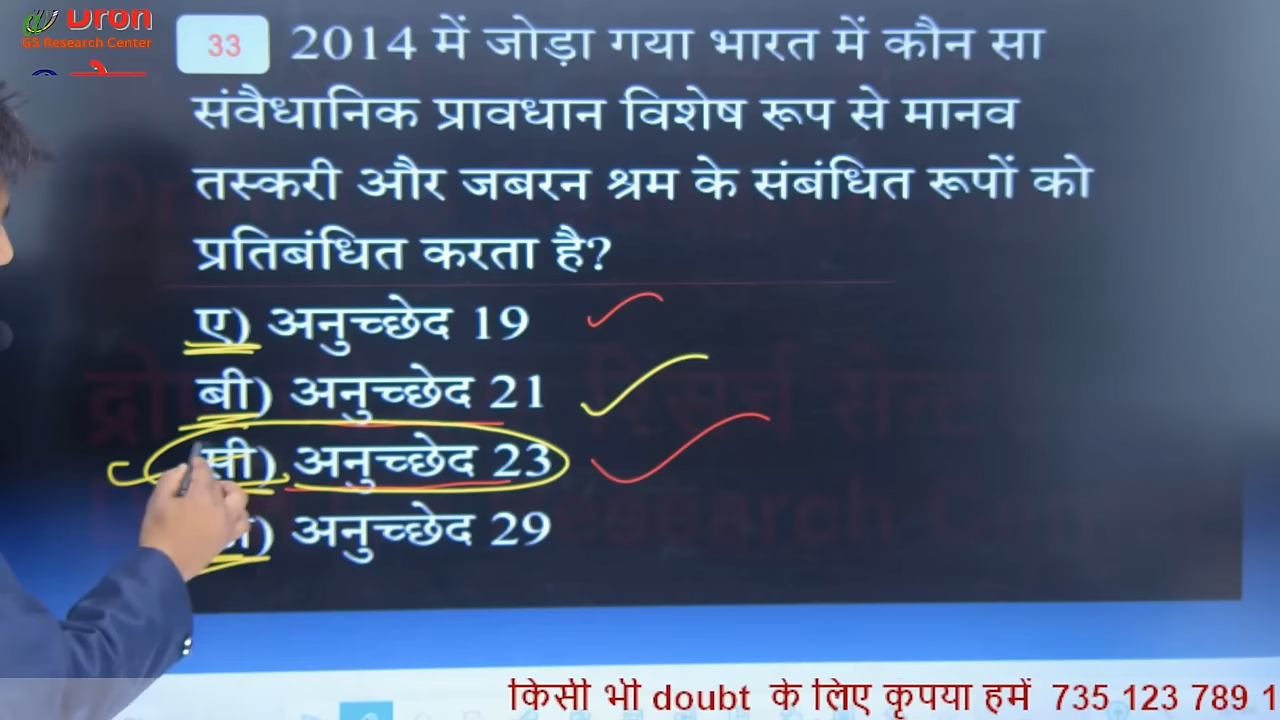 Dron
GS Research Center
33
2014 में जोड़ा गया भारत में कौन सा
संवैधानिक प्रावधान विशेष रूप से मानव
तस्करी और जबरन श्रम के संबंधित रूपों को
प्रतिबंधित करता है?
ए) अनुच्छेद 19
बी) अनुच्छेद 21
सी) अनुच्छेद 23
अनुच्छेद 29
किसी भी doubt के लिए कृपया हमें 735 123 789 1